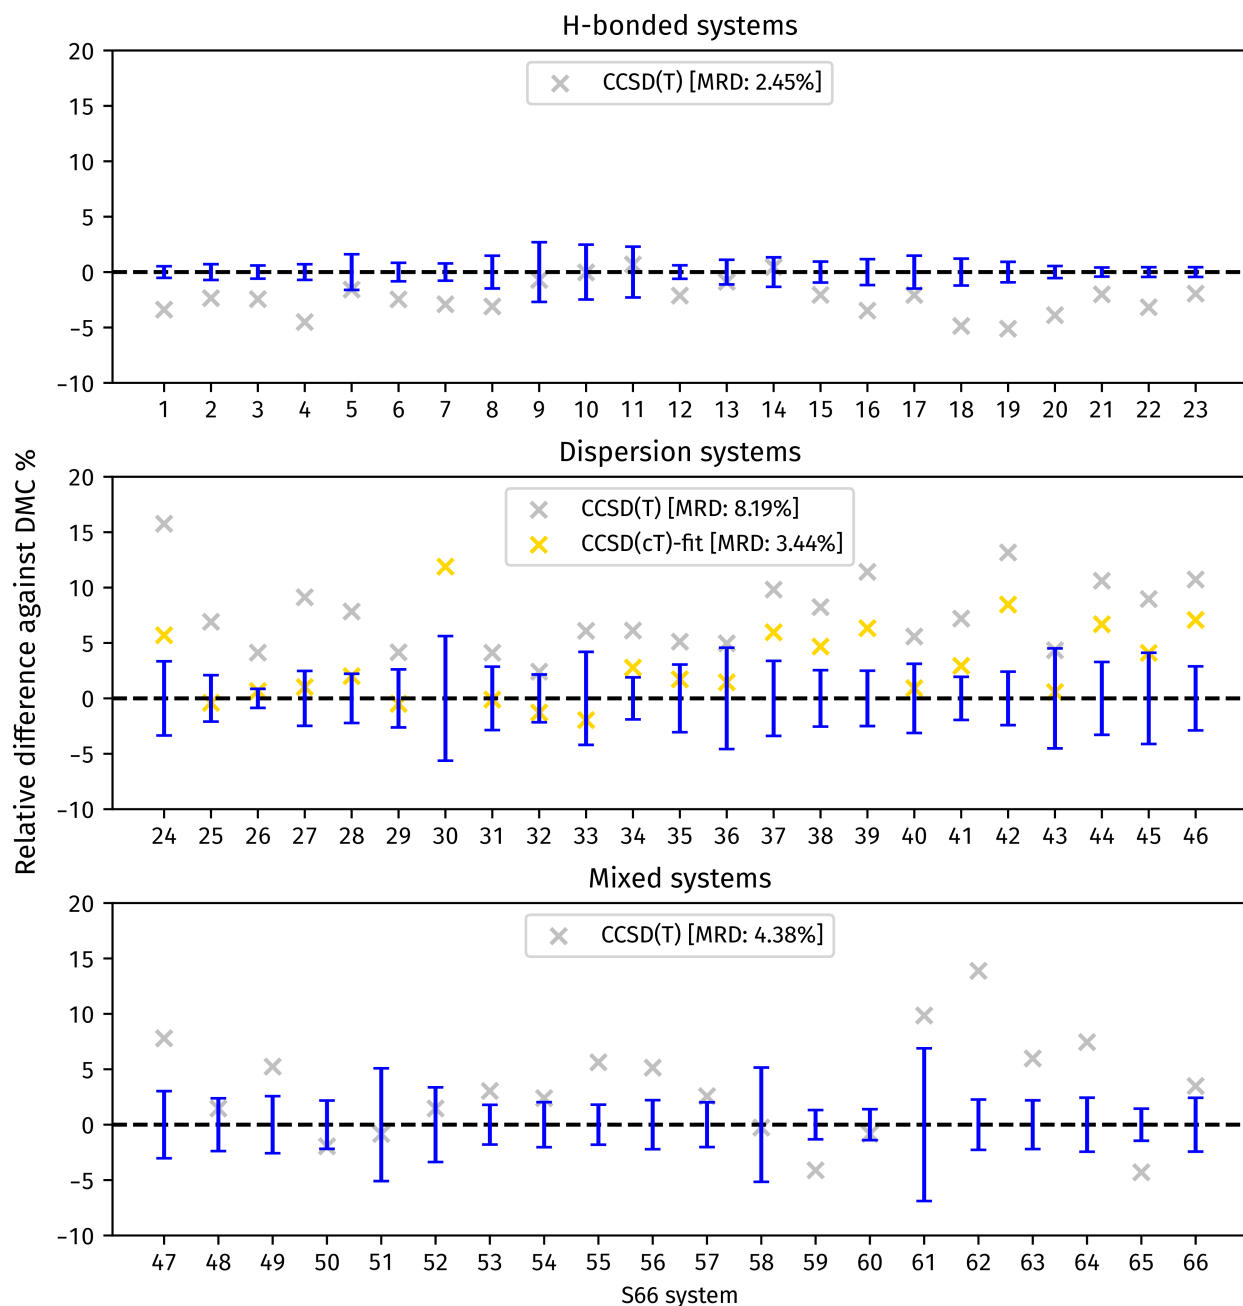 H-bonded systems
20
15
10
5
0
−5
−10
CCSD(T) [MRD: 2.45%]
1 2 3 4 5 6 7 8 9 10 11 12 13 14 15 16 17 18 19 20 21 22 23
Relative difference against DMC %
Dispersion systems
20
15
10
5
0
−5
−10
CCSD(T) [MRD: 8.19%]
CCSD(cT)-fit [MRD: 3.44%]
24 25 26 27 28 29 30 31 32 33 34 35 36 37 38 39 40 41 42 43 44 45 46
Mixed systems
20
15
10
5
0
−5
−10
CCSD(T) [MRD: 4.38%]
47 48 49 50 51 52 53 54 55 56 57 58 59 60 61 62 63 64 65 66
S66 system